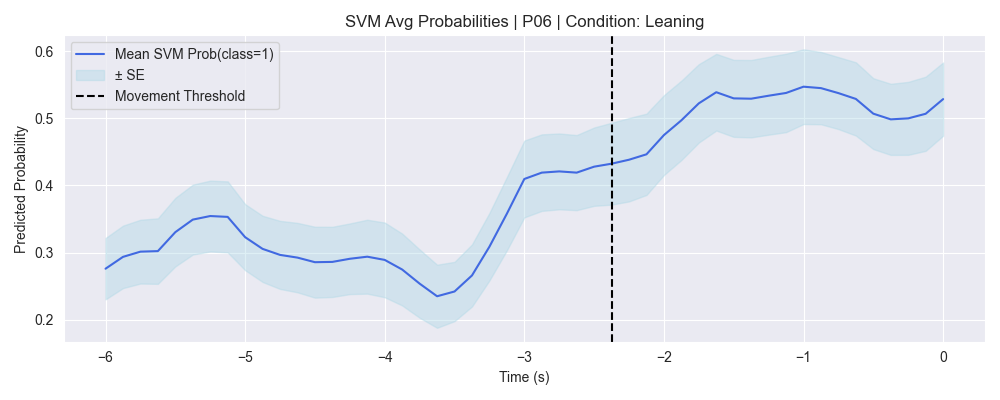 SVM Avg Probabilities | P06 | Condition: Leaning
Mean SVM Prob(class=1)
± SE
Movement Threshold
Predicted Probability
0.6
0.5
0.4
0.3
0.2
−6
−5
−4
−3
−2
−1
0
Time (s)